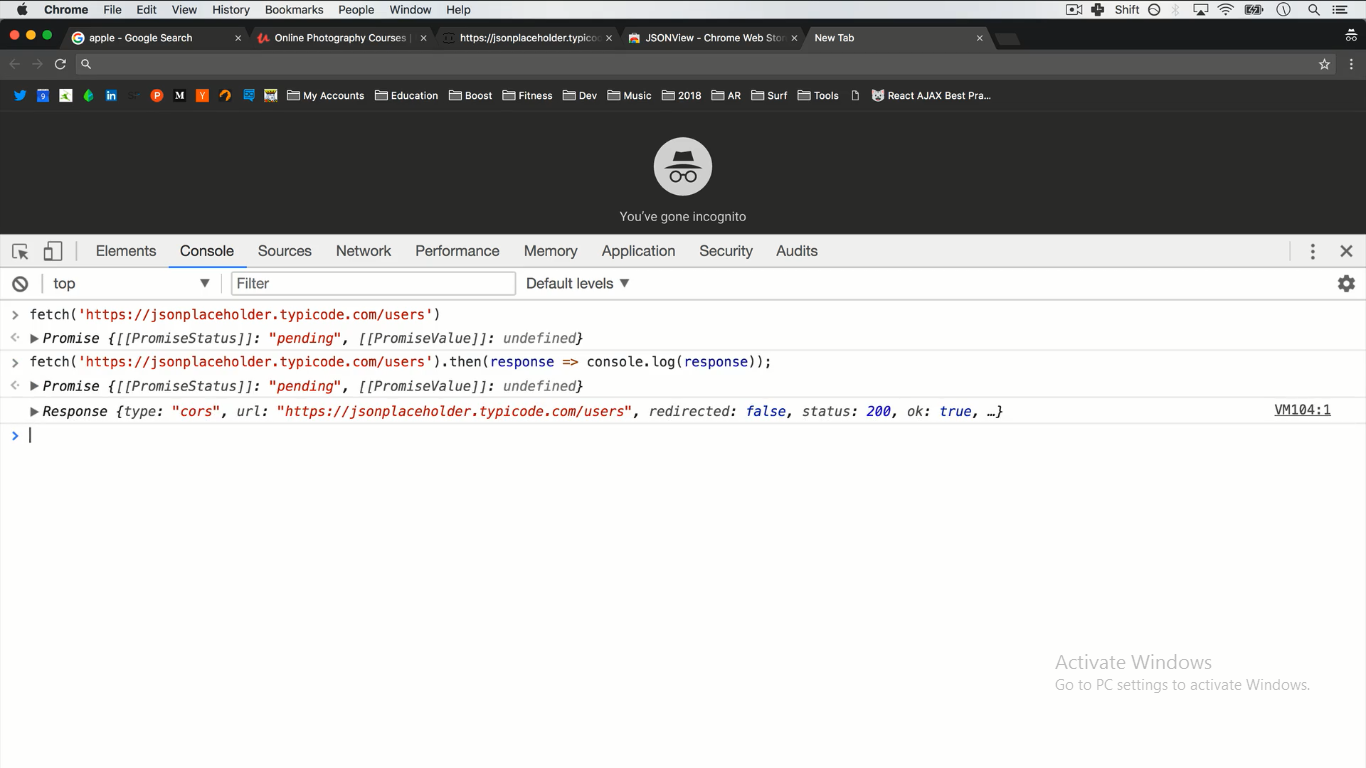 Chrome File Edit View History Bookmarks People Window Help Shift
apple - Google Search Online Photography Courses | https://jsonplaceholder.typicod JSONView - Chrome Web Stor New Tab
My Accounts Education Boost Fitness Dev Music 2018 AR Surf Tools React AJAX Best Pra...
You've gone incognito
Elements Console Sources Network Performance Memory Application Security Audits
top Filter Default levels
fetch('https://jsonplaceholder.typicode.com/users')
Promise {[[PromiseStatus]]: "pending", [[PromiseValue]]: undefined}
fetch('https://jsonplaceholder.typicode.com/users').then(response => console.log(response));
Promise {[[PromiseStatus]]: "pending", [[PromiseValue]]: undefined}
Response {type: "cors", url: "https://jsonplaceholder.typicode.com/users", redirected: false, status: 200, ok: true, …} VM104:1
Activate Windows
Go to PC settings to activate Windows.